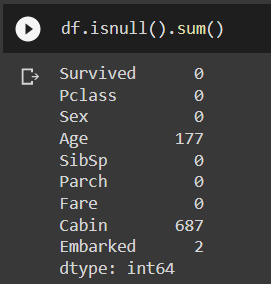 df.isnull().sum()
Survived 0
Pclass 0
Sex 0
Age 177
SibSp 0
Parch 0
Fare 0
Cabin 687
Embarked 2
dtype: int64